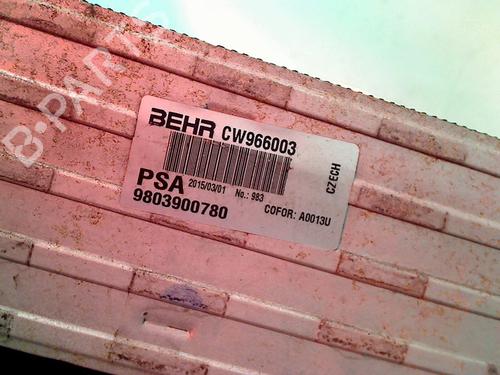 B-PARTS
BEHR CW966003
CZECH
PSA 2015/03/01 No.: 983
9803900780 COFOR: A0013U